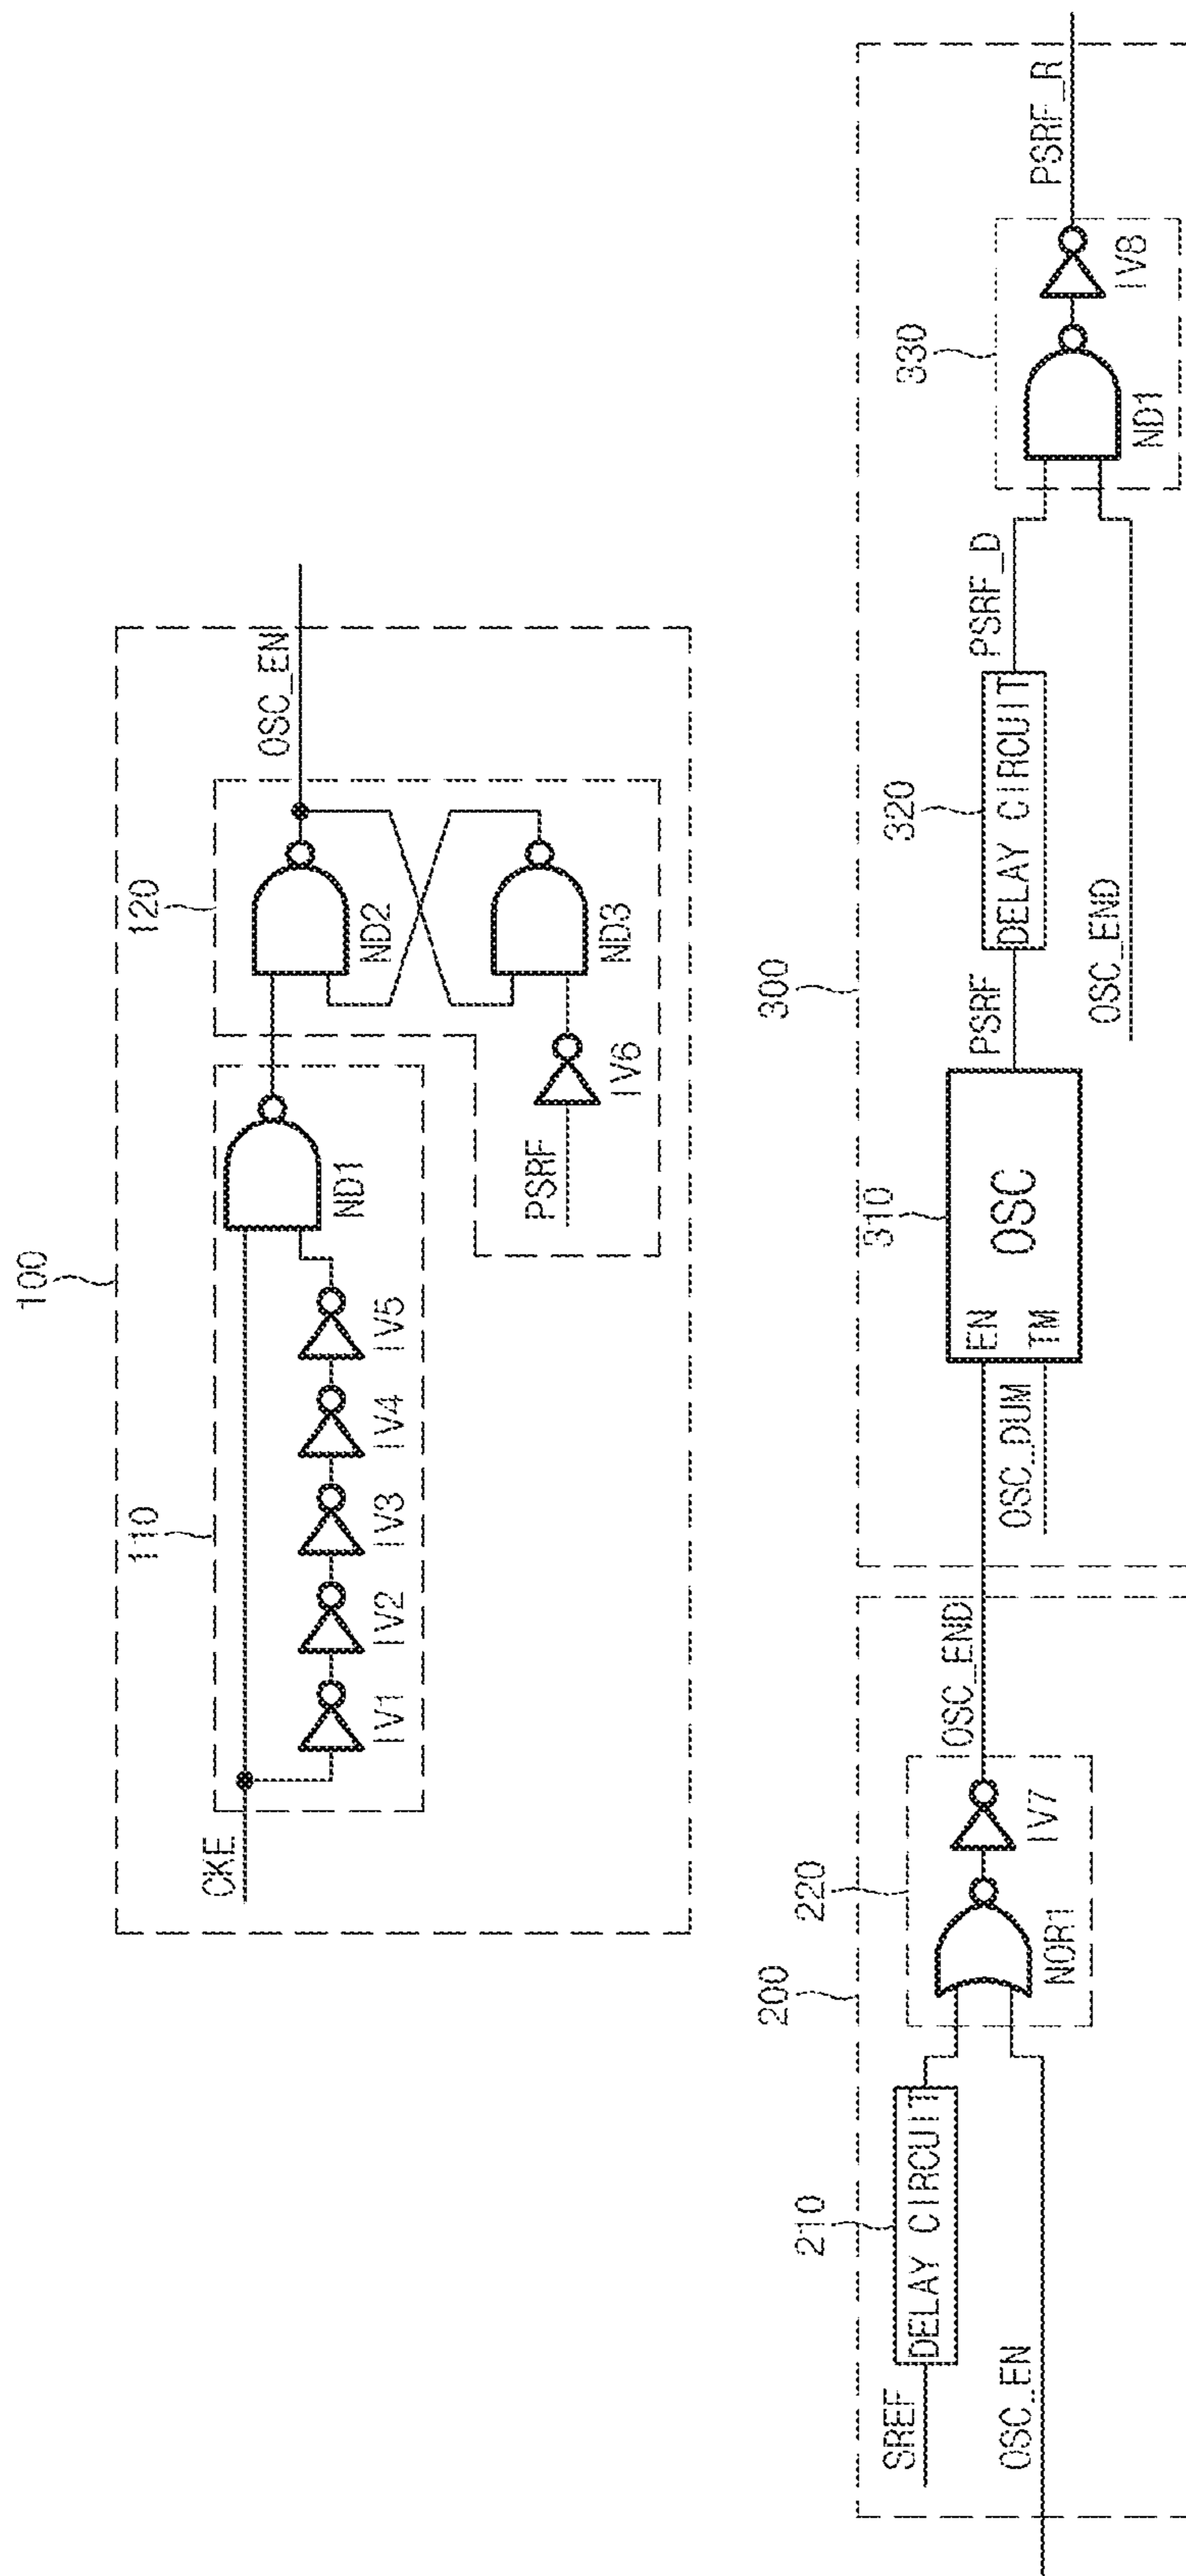 100
110
120
CKE
IV1
IV2
IV3
IV4
IV5
ND1
ND2
OSC_EN
PSRF
IV6
ND3
200
210
220
SREF
DELAY CIRCUIT
OSC_EN
NOR1
IV7
OSC_END
300
310
320
330
EN
TM
OSC
OSC_DUM
PSRF
DELAY CIRCUIT
PSRF_D
OSC_END
ND1
IV8
PSRF_R